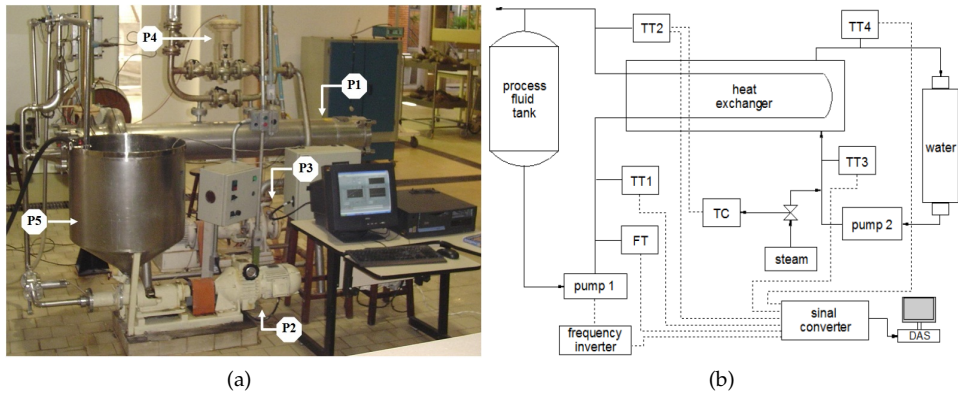 P4
P1
P3
P5
P2
(a)
TT2
TT4
process
fluid
tank
heat
exchanger
water
TT1
TT3
TC
FT
pump 2
steam
pump 1
sinal
converter
frequency
inverter
DAS
(b)